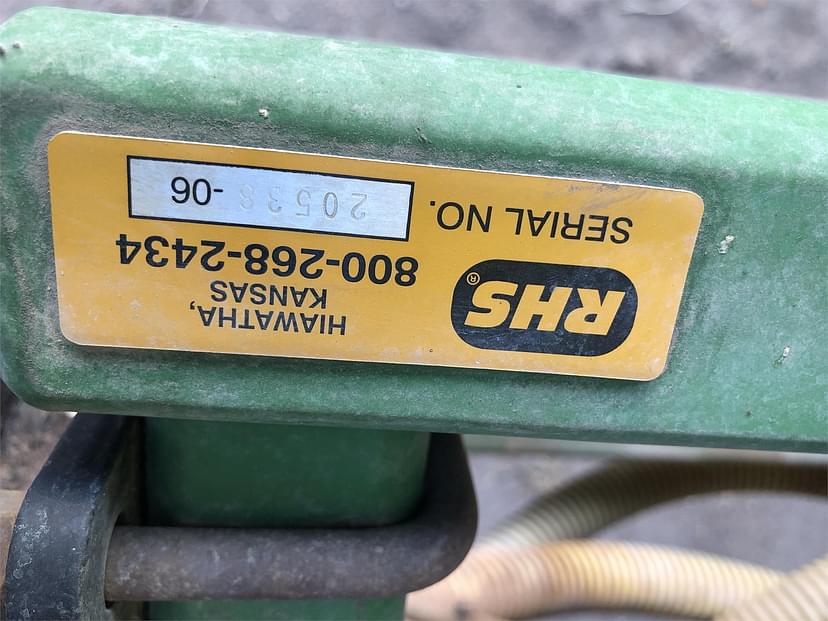 RHS®
HIAWATHA,
KANSAS
800-268-2434
SERIAL NO. 20538 -06